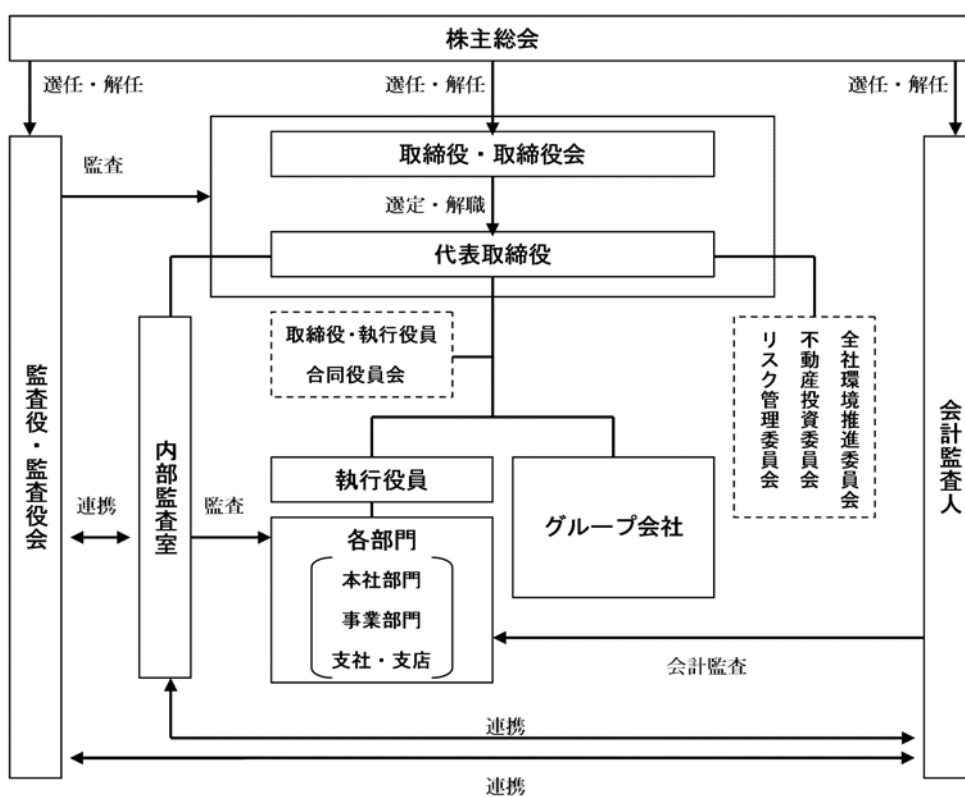 株主総会
選任・解任
選任・解任
選任・解任
取締役・取締役会
監査
選定・解職
代表取締役
取締役・執行役員
合同役員会
全社環境推進委員会
不動産投資委員会
リスク管理委員会
監査役・監査役会
内部監査室
会計監査人
執行役員
グループ会社
連携
監査
各部門
本社部門
事業部門
支社・支店
会計監査
連携
連携